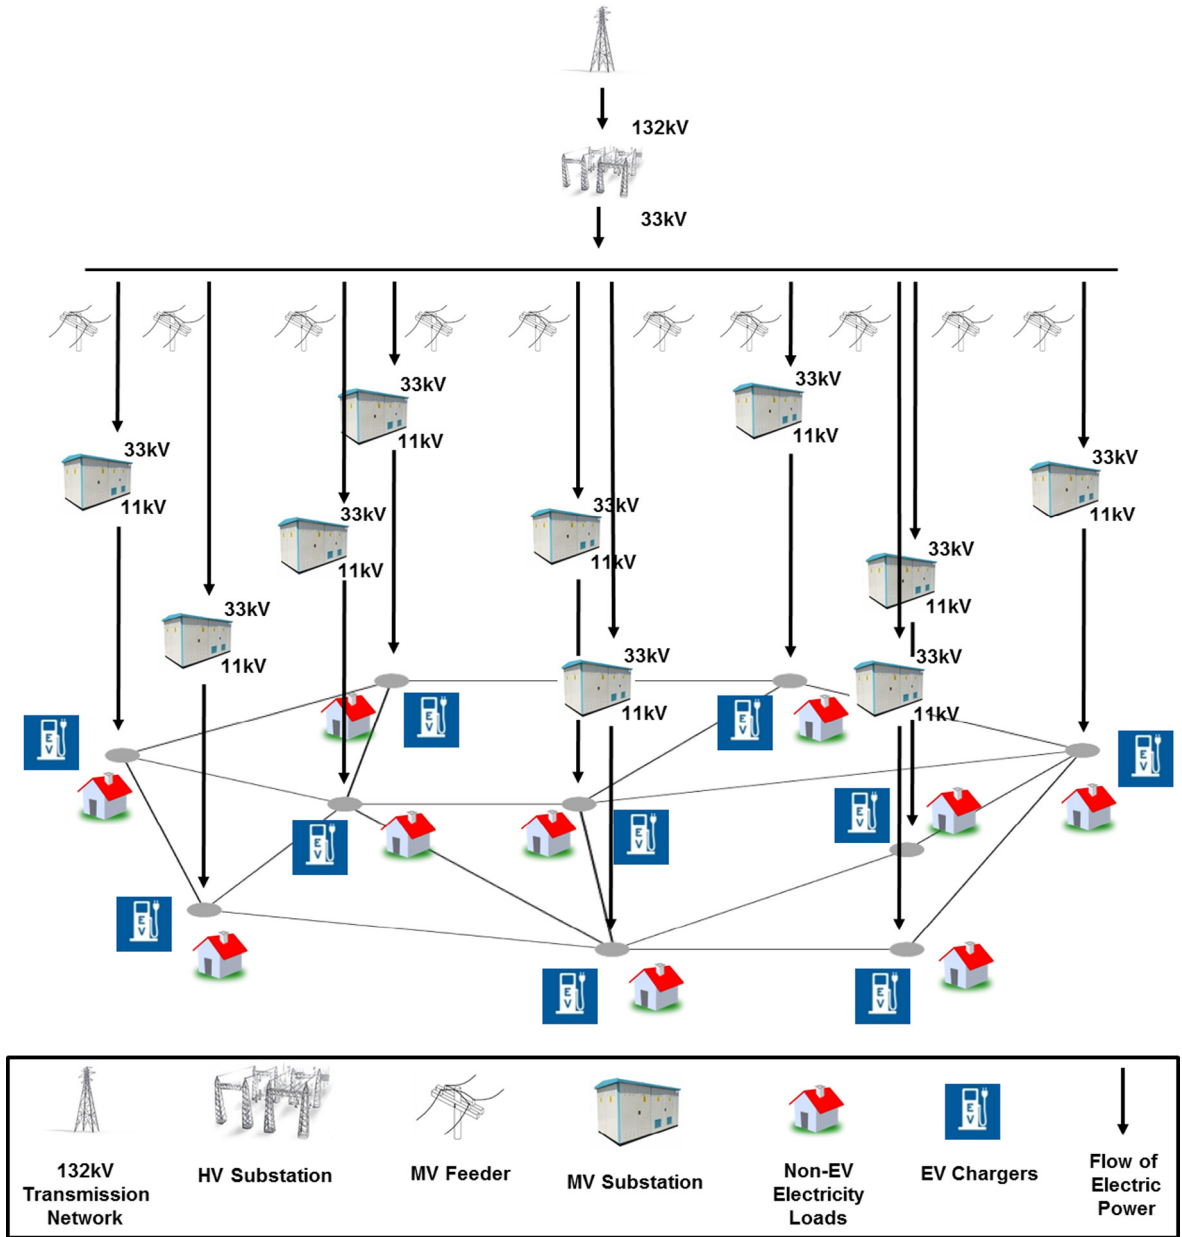 132kV
33kV
33kV
11kV
33kV
11kV
33kV
11kV
33kV
11kV
33kV
11kV
33kV
11kV
33kV
11kV
33kV
11kV
33kV
11kV
33kV
11kV
EV
EV
EV
EV
EV
EV
EV
EV
EV
EV
132kV
Transmission
Network
HV Substation
MV Feeder
MV Substation
Non-EV
Electricity
Loads
EV
EV Chargers
Flow of
Electric
Power